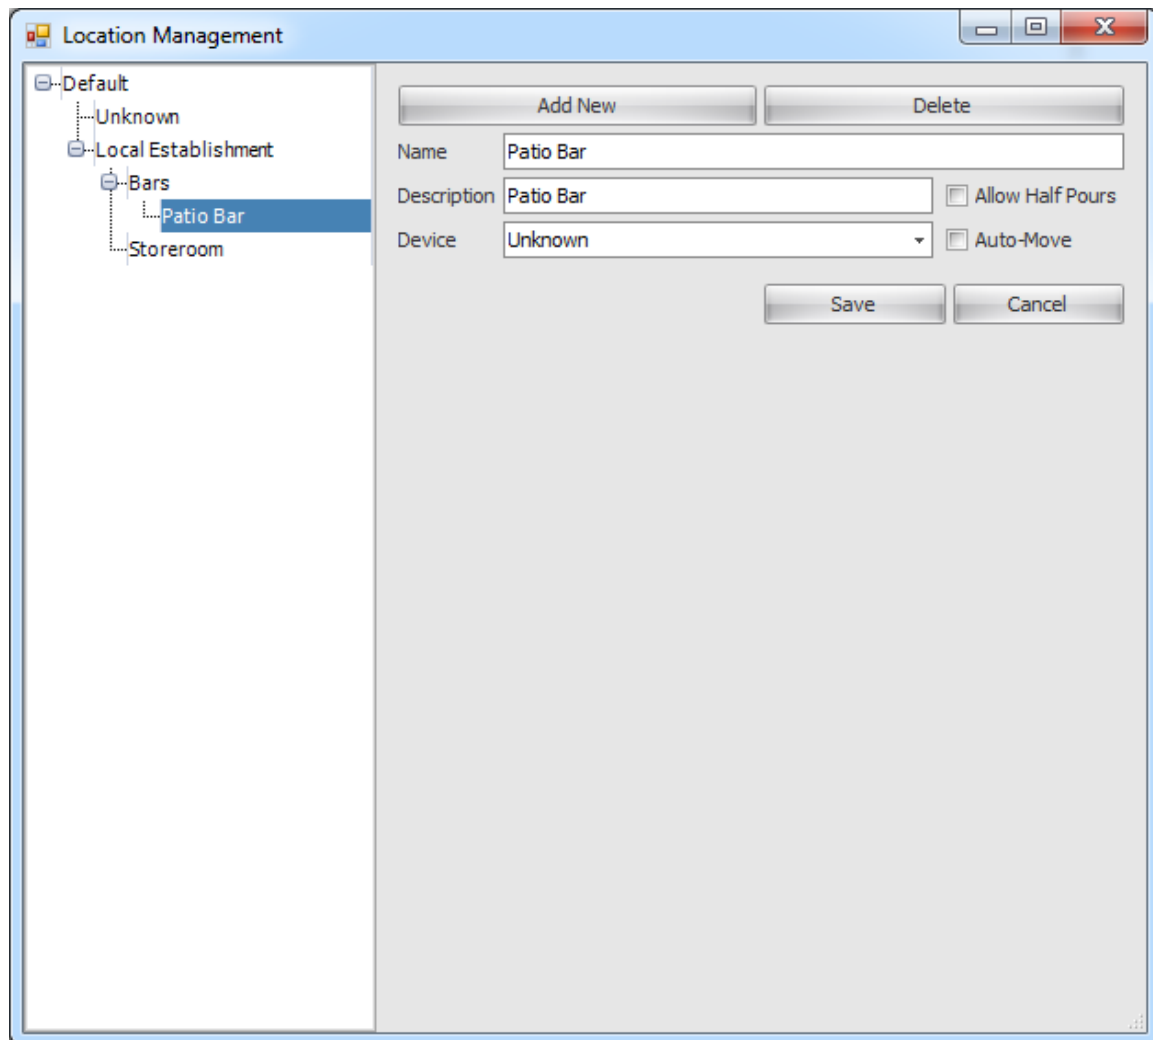 Location Management
Default
Unknown
Local Establishment
Bars
Patio Bar
Storeroom
Add New Delete
Name Patio Bar
Description Patio Bar Allow Half Pours
Device Unknown Auto-Move
Save Cancel